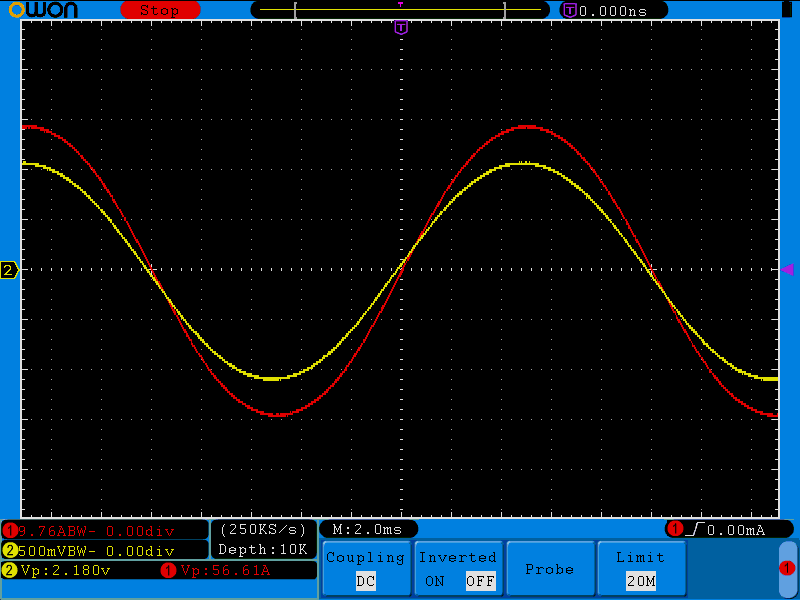 OWON Stop T 0.000ns
T
2
1 9.76ABW- 0.00div (250KS/s) M:2.0ms 1 0.00mA
2 500mVBW- 0.00div Depth:10K
2 Vp:2.180v 1 Vp:56.61A
Coupling Inverted Probe Limit
DC ON OFF 20M
1